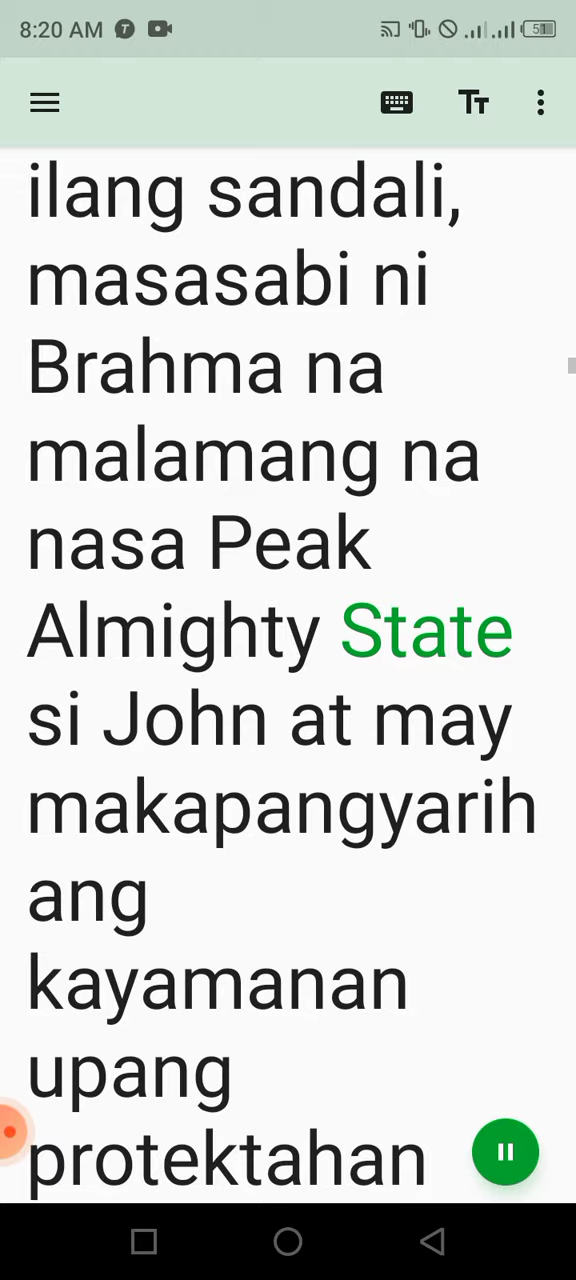 8:20 AM
51
ilang sandali,
masasabi ni
Brahma na
malamang na
nasa Peak
Almighty State
si John at may
makapangyarih
ang
kayamanan
upang
protektahan